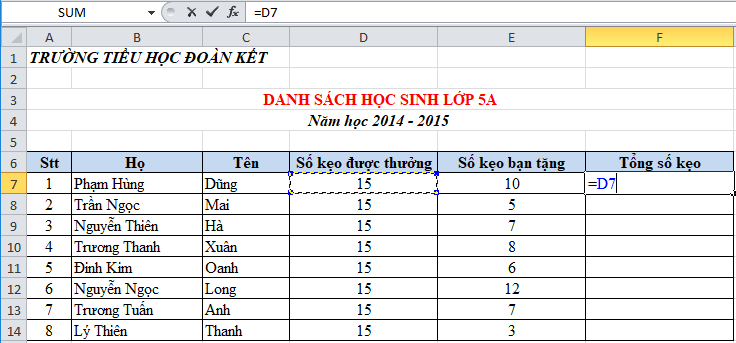 SUM fx =D7
A B C D E F
1 TRƯỜNG TIỂU HỌC ĐOÀN KẾT
2
3 DANH SÁCH HỌC SINH LỚP 5A
4 Năm học 2014 - 2015
5
6 Stt Họ Tên Số kẹo được thưởng Số kẹo bạn tặng Tổng số kẹo
7 1 Phạm Hùng Dũng 15 10 =D7
8 2 Trần Ngọc Mai 15 5
9 3 Nguyễn Thiên Hà 15 7
10 4 Trương Thanh Xuân 15 8
11 5 Đinh Kim Oanh 15 6
12 6 Nguyễn Ngọc Long 15 12
13 7 Trương Tuấn Anh 15 7
14 8 Lý Thiên Thanh 15 3